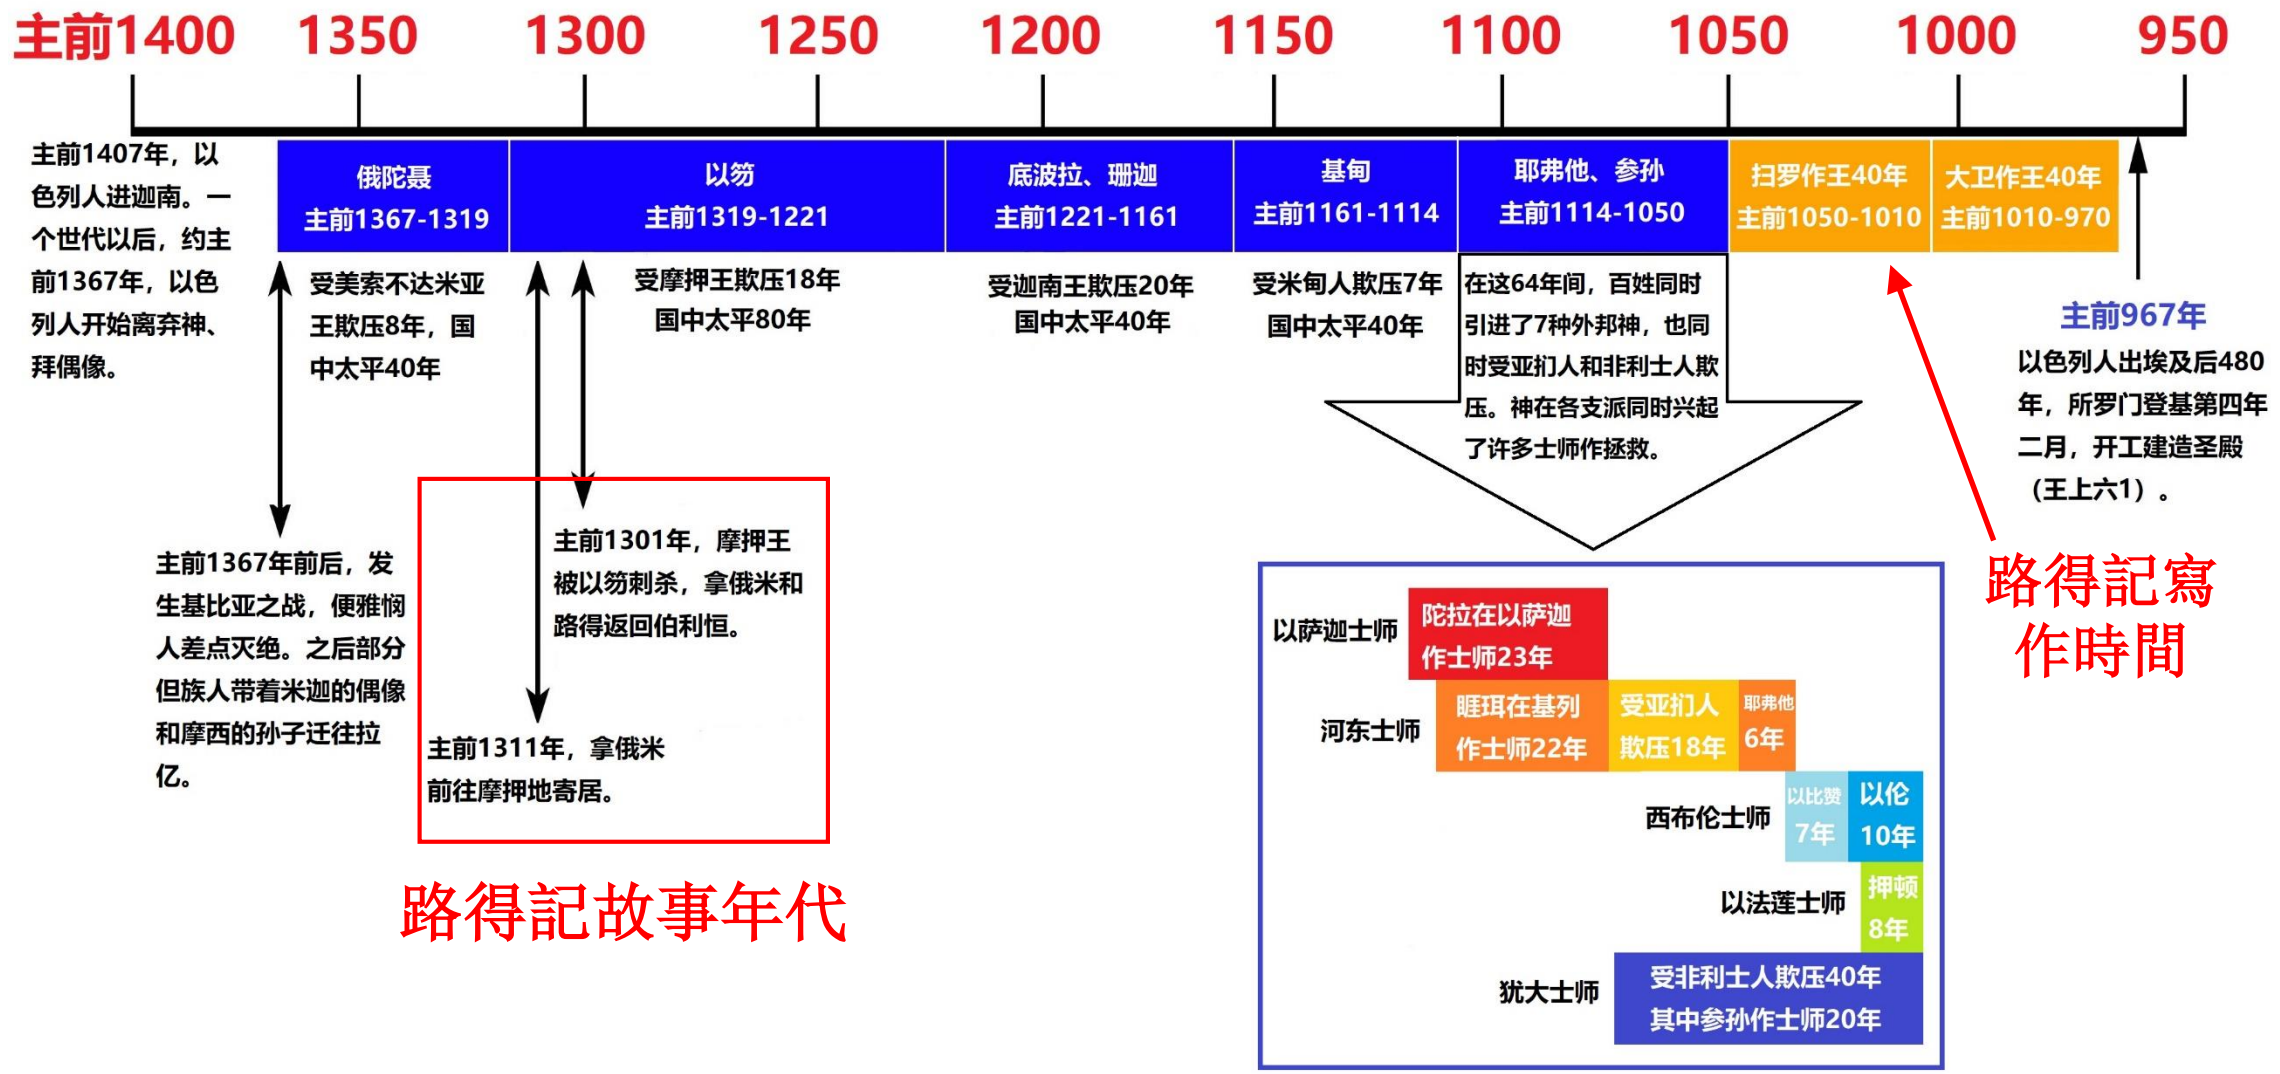 主前1400 1350 1300 1250 1200 1150 1100 1050 1000 950
主前1407年，以
色列人进迦南。一
个世代以后，约主
前1367年，以色
列人开始离弃神、
拜偶像。
俄陀聂
主前1367-1319
以笏
主前1319-1221
底波拉、珊迦
主前1221-1161
基甸
主前1161-1114
耶弗他、参孙
主前1114-1050
扫罗作王40年
主前1050-1010
大卫作王40年
主前1010-970
受美索不达米亚
王欺压8年，国
中太平40年
受摩押王欺压18年
国中太平80年
受迦南王欺压20年
国中太平40年
受米甸人欺压7年
国中太平40年
在这64年间，百姓同时
引进了7种外邦神，也同
时受亚扪人和非利士人欺
压。神在各支派同时兴起
了许多士师作拯救。
主前967年
以色列人出埃及后480
年，所罗门登基第四年
二月，开工建造圣殿
（王上六1）。
主前1367年前后，发
生基比亚之战，便雅悯
人差点灭绝。之后部分
但族人带着米迦的偶像
和摩西的孙子迁往拉
亿。
主前1301年，摩押王
被以笏刺杀，拿俄米和
路得返回伯利恒。
主前1311年，拿俄米
前往摩押地寄居。
路得記故事年代
路得記寫
作時間
以萨迦士师
陀拉在以萨迦
作士师23年
河东士师
睚珥在基列
作士师22年
受亚扪人
欺压18年
耶弗他
6年
西布伦士师
以比赞
7年
以伦
10年
以法莲士师
押顿
8年
犹大士师
受非利士人欺压40年
其中参孙作士师20年